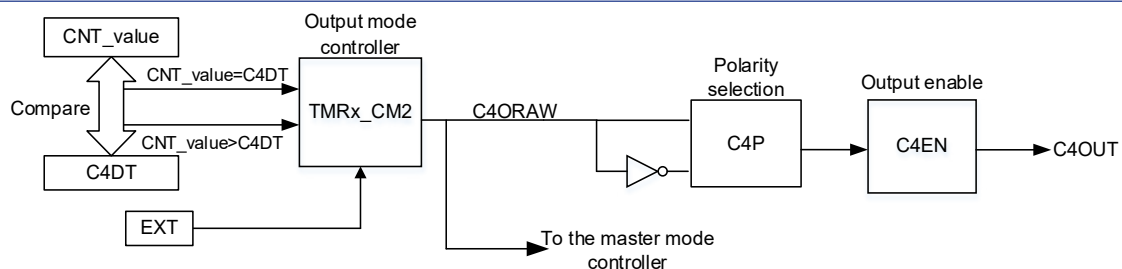 Output mode
controller
CNT_value
CNT_value=C4DT
Compare
CNT_value>C4DT
C4DT
TMRx_CM2
EXT
C4ORAW
To the master mode
controller
Polarity
selection
C4P
Output enable
C4EN
C4OUT